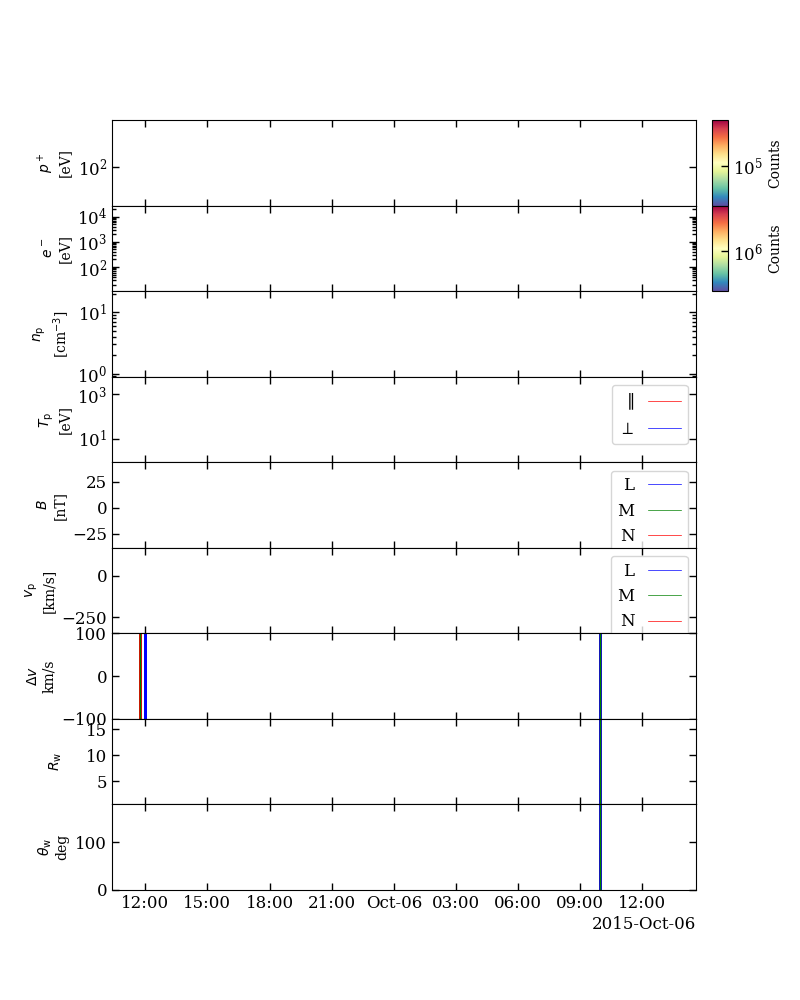 p⁺
[eV]
10²
10⁵
Counts
e⁻
[eV]
10⁴
10³
10²
10⁶
Counts
nₚ
[cm⁻³]
10¹
10⁰
Tₚ
[eV]
10³
10¹
∥
⊥
B
[nT]
25
0
−25
L
M
N
vₚ
[km/s]
0
−250
L
M
N
Δv
km/s
100
0
−100
R_w
15
10
5
θ_w
deg
100
0
12:00 15:00 18:00 21:00 Oct-06 03:00 06:00 09:00 12:00
2015-Oct-06